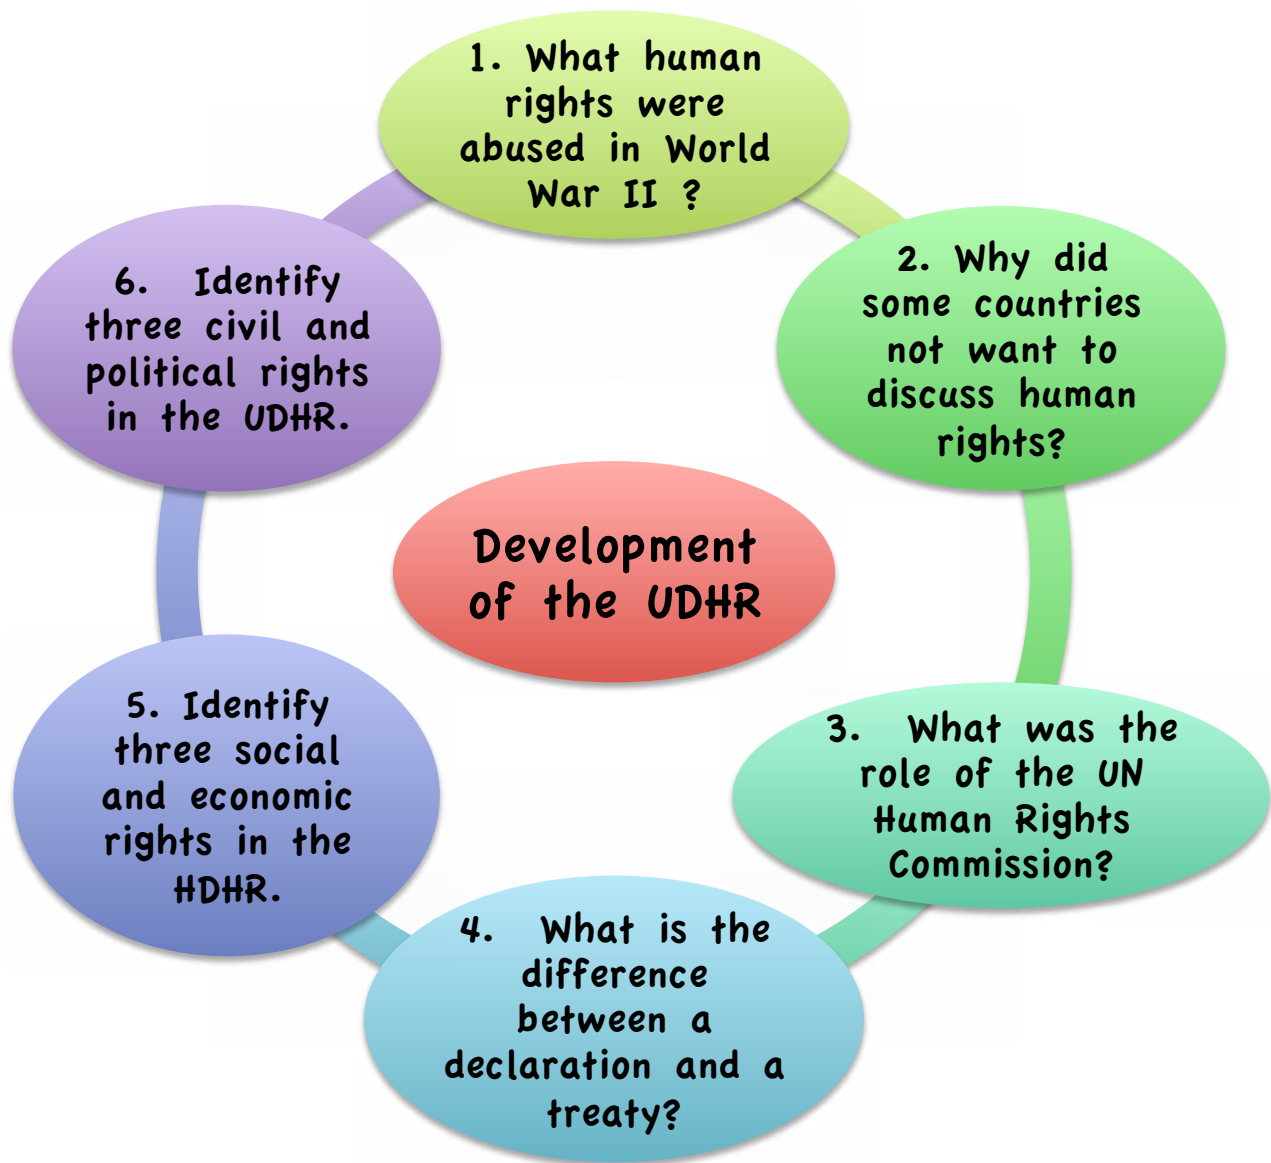 1. What human
rights were
abused in World
War II ?
2. Why did
some countries
not want to
discuss human
rights?
3. What was the
role of the UN
Human Rights
Commission?
4. What is the
difference
between a
declaration and a
treaty?
5. Identify
three social
and economic
rights in the
HDHR.
6. Identify
three civil and
political rights
in the UDHR.
Development
of the UDHR